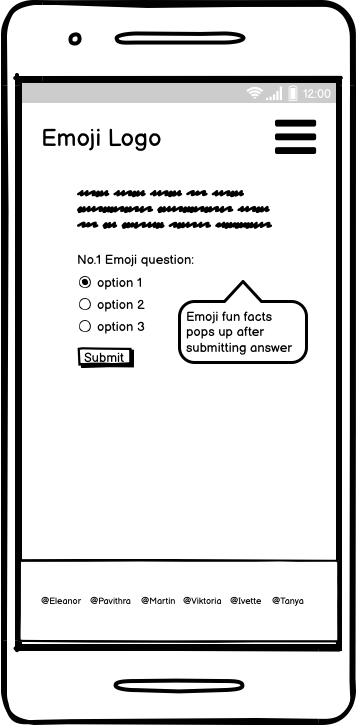 12:00
Emoji Logo
No.1 Emoji question:
option 1
option 2
option 3
Emoji fun facts
pops up after
submitting answer
Submit
@Eleanor @Pavithra @Martin @Viktoria @Ivette @Tanya